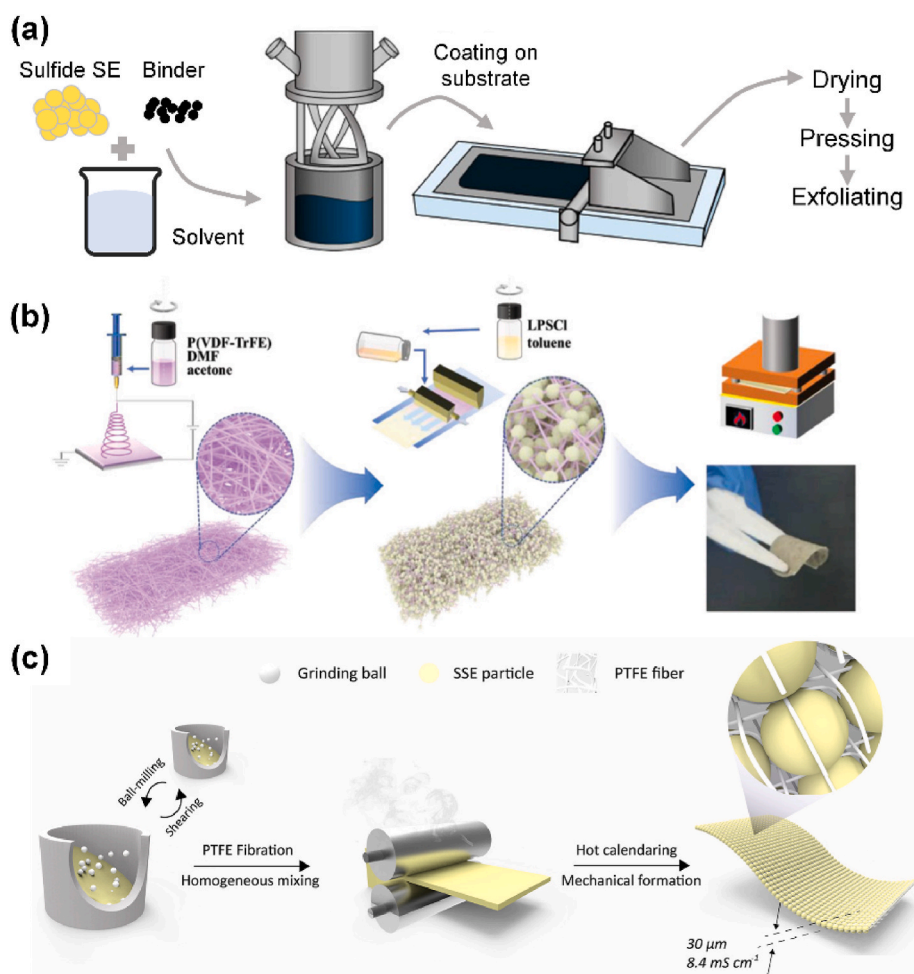 (a)
Sulfide SE
Binder
Solvent
Coating on
substrate
Drying
Pressing
Exfoliating
(b)
P(VDF-TrFE)
DMF
acetone
LPSCl
toluene
(c)
Grinding ball
SSE particle
PTFE fiber
Ball-milling
Shearing
PTFE Fibration
Homogeneous mixing
Hot calendaring
Mechanical formation
30 μm
8.4 mS cm⁻¹